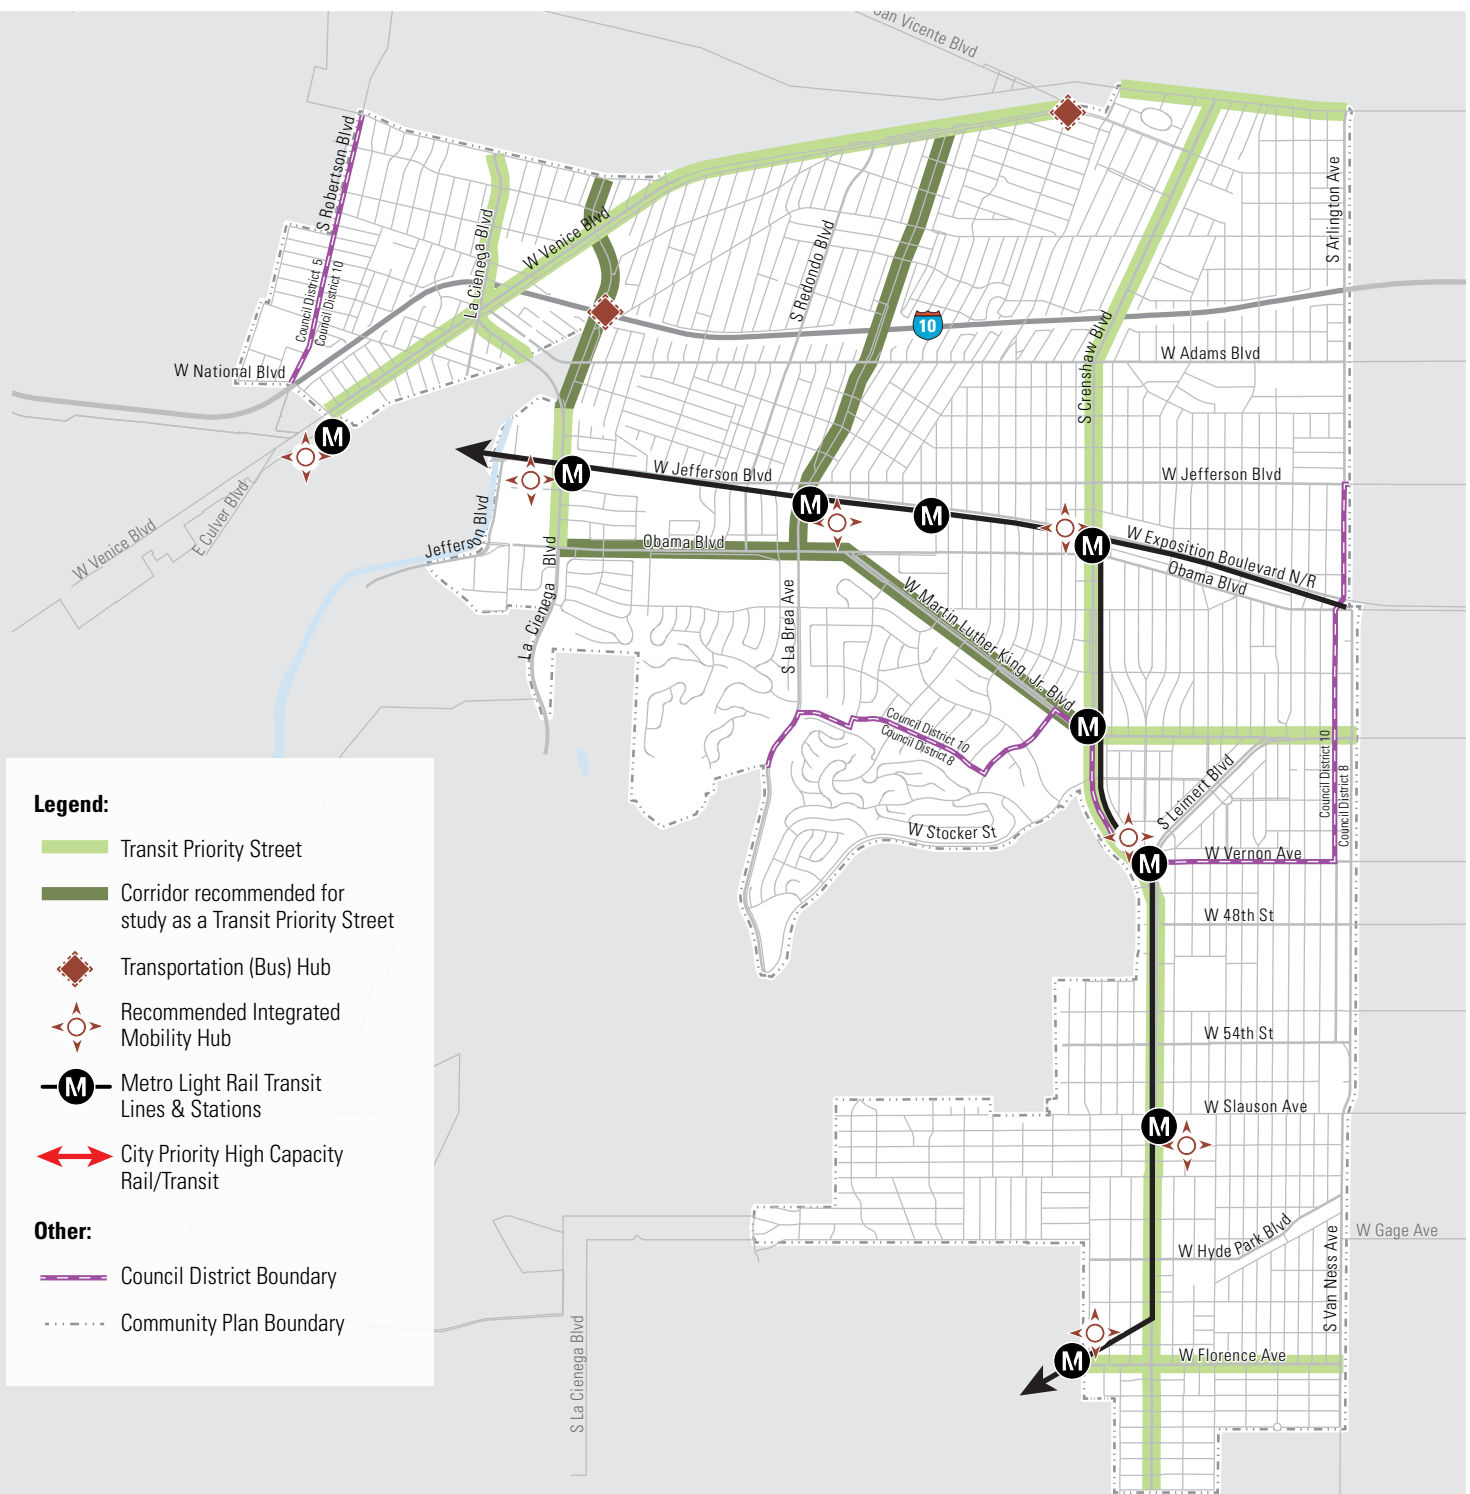 San Vicente Blvd
S Robertson Blvd
S Arlington Ave
La Cienega Blvd
W Venice Blvd
S Redondo Blvd
Council District 5
Council District 10
10
S Crenshaw Blvd
W Adams Blvd
W National Blvd
M
W Jefferson Blvd
W Jefferson Blvd
M
M
M
M
E Culver Blvd
W Venice Blvd
Jefferson Blvd
Obama Blvd
W Exposition Boulevard N/R
Obama Blvd
La Cienega Blvd
S La Brea Ave
W Martin Luther King, Jr. Blvd
Council District 10
Council District 8
M
Council District 10
Council District 8
S Leimert Blvd
W Stocker St
W Vernon Ave
M
W 48th St
W 54th St
W Slauson Ave
M
W Hyde Park Blvd
W Gage Ave
S Van Ness Ave
S La Cienega Blvd
W Florence Ave
M
Legend:
Transit Priority Street
Corridor recommended for
study as a Transit Priority Street
Transportation (Bus) Hub
Recommended Integrated
Mobility Hub
M
Metro Light Rail Transit
Lines & Stations
City Priority High Capacity
Rail/Transit
Other:
Council District Boundary
Community Plan Boundary